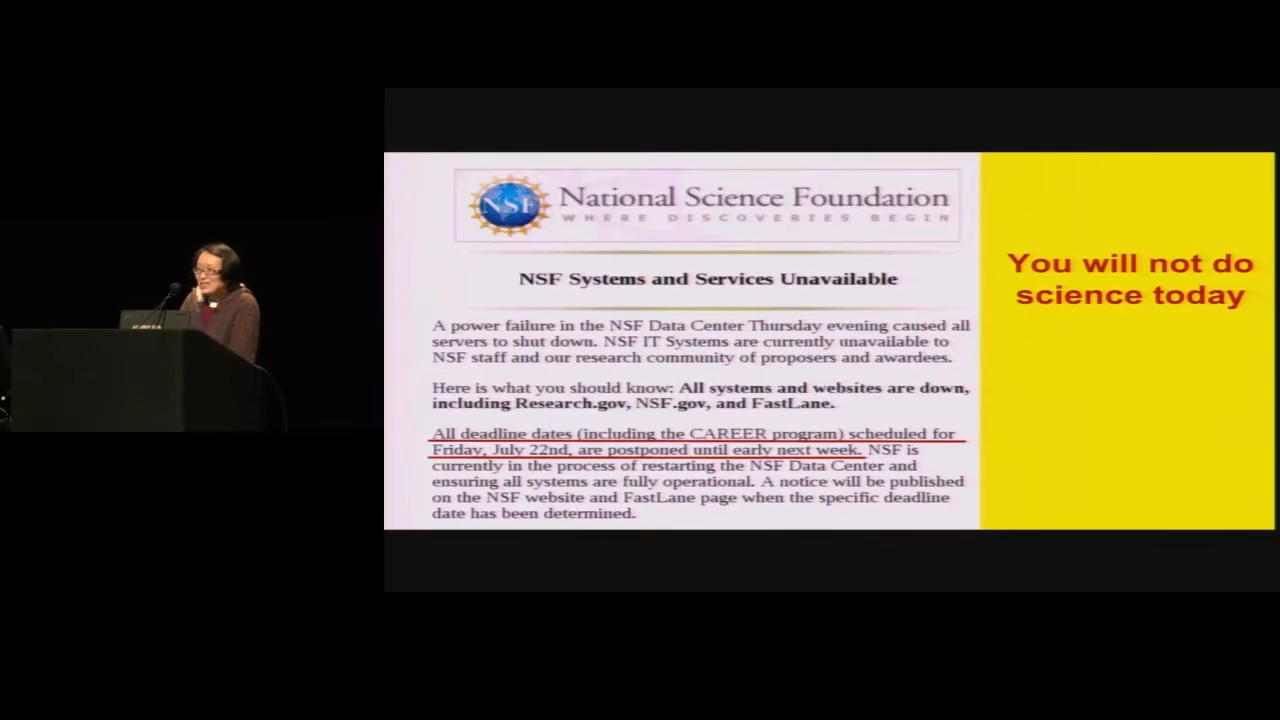 NSF
National Science Foundation
WHERE DISCOVERIES BEGIN
NSF Systems and Services Unavailable
A power failure in the NSF Data Center Thursday evening caused all
servers to shut down. NSF IT Systems are currently unavailable to
NSF staff and our research community of proposers and awardees.
Here is what you should know: All systems and websites are down,
including Research.gov, NSF.gov, and FastLane.
All deadline dates (including the CAREER program) scheduled for
Friday, July 22nd, are postponed until early next week. NSF is
currently in the process of restarting the NSF Data Center and
ensuring all systems are fully operational. A notice will be published
on the NSF website and FastLane page when the specific deadline
date has been determined.
You will not do
science today